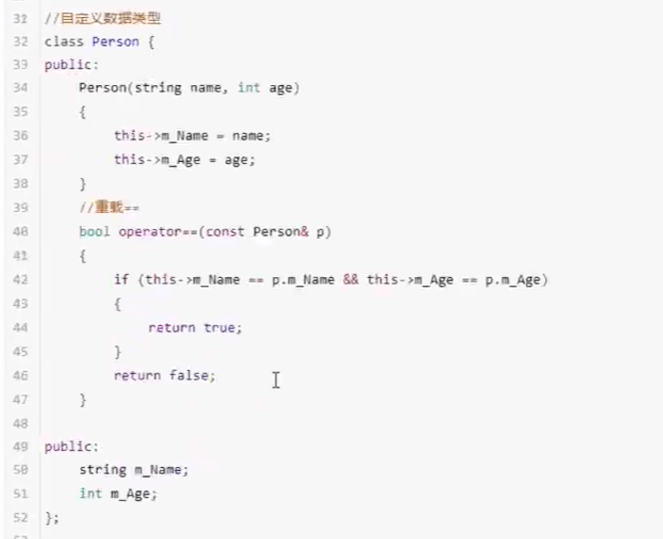 31 //自定义数据类型
32 class Person {
33 public:
34     Person(string name, int age)
35     {
36         this->m_Name = name;
37         this->m_Age = age;
38     }
39     //重载==
40     bool operator==(const Person& p)
41     {
42         if (this->m_Name == p.m_Name && this->m_Age == p.m_Age)
43         {
44             return true;
45         }
46         return false;
47     }
48
49 public:
50     string m_Name;
51     int m_Age;
52 };